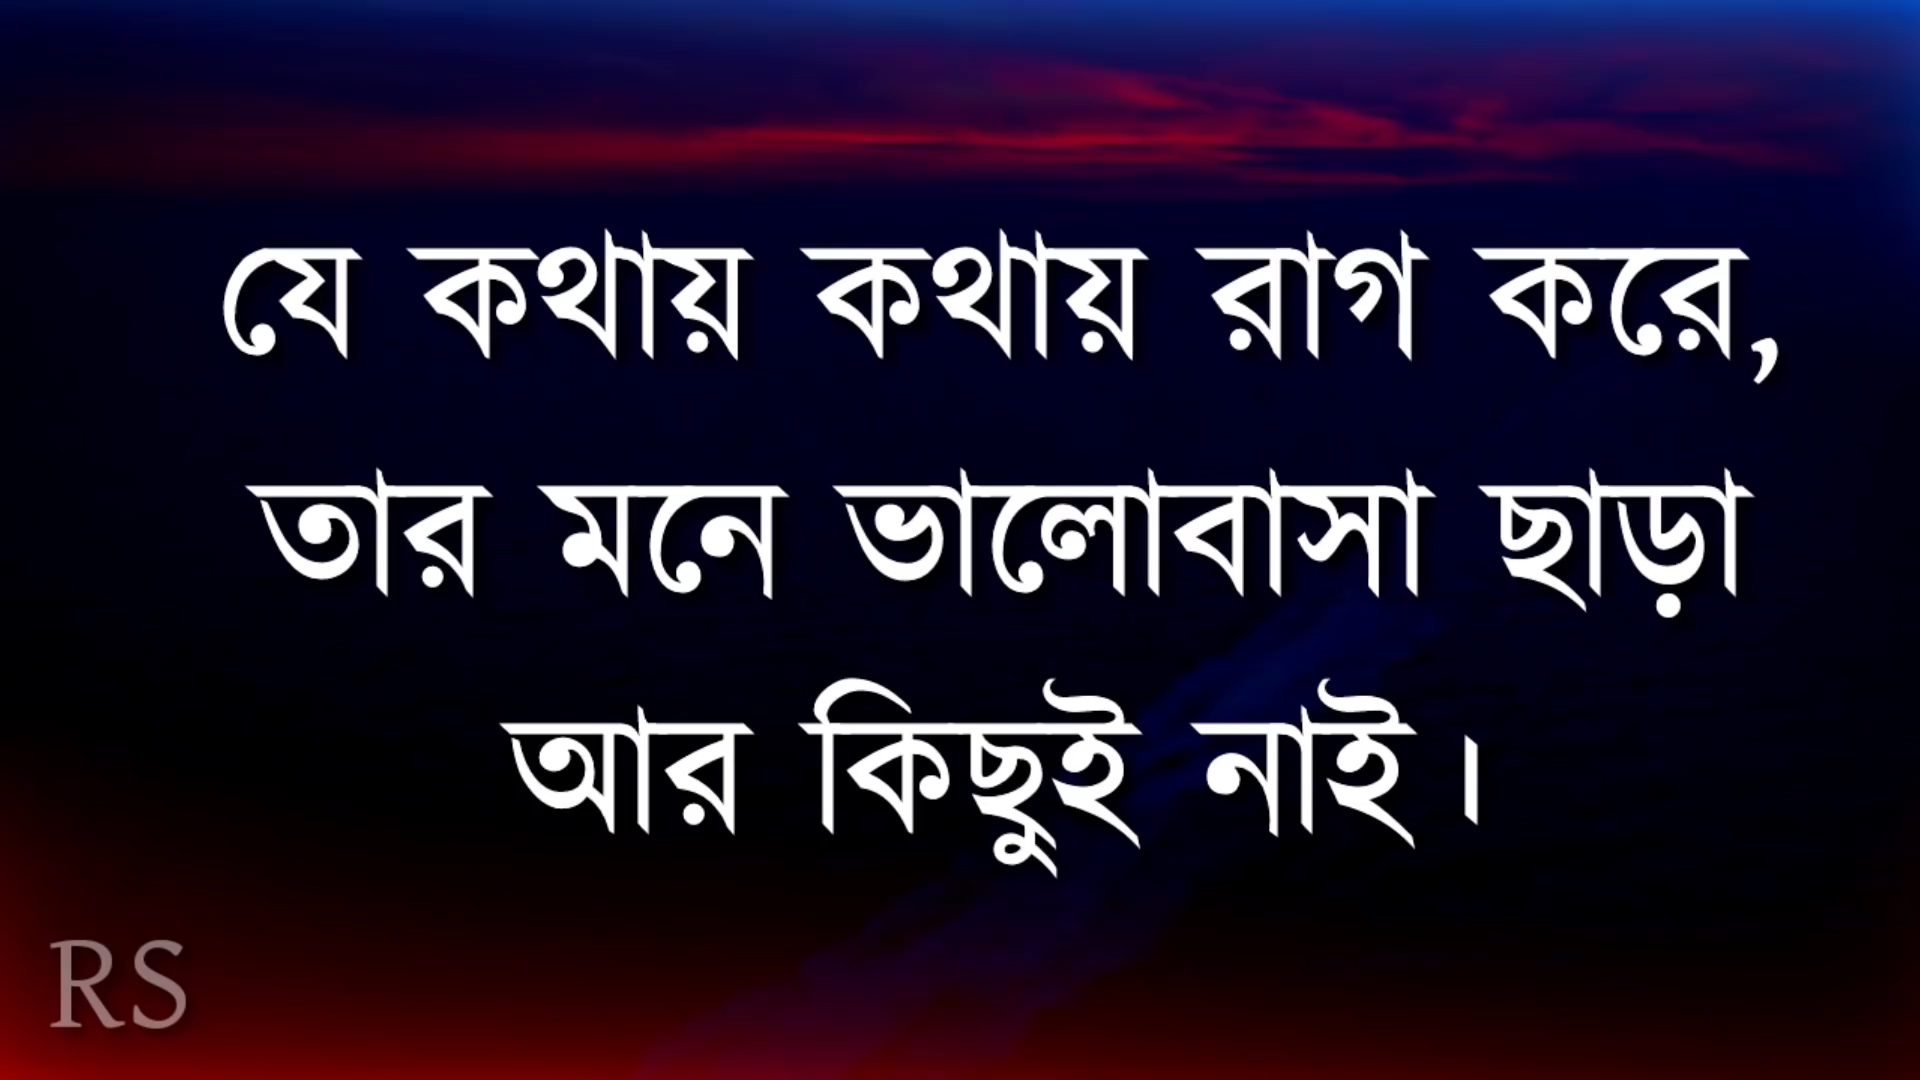 যে কথায় কথায় রাগ করে,
তার মনে ভালোবাসা ছাড়া
আর কিছুই নাই।
RS